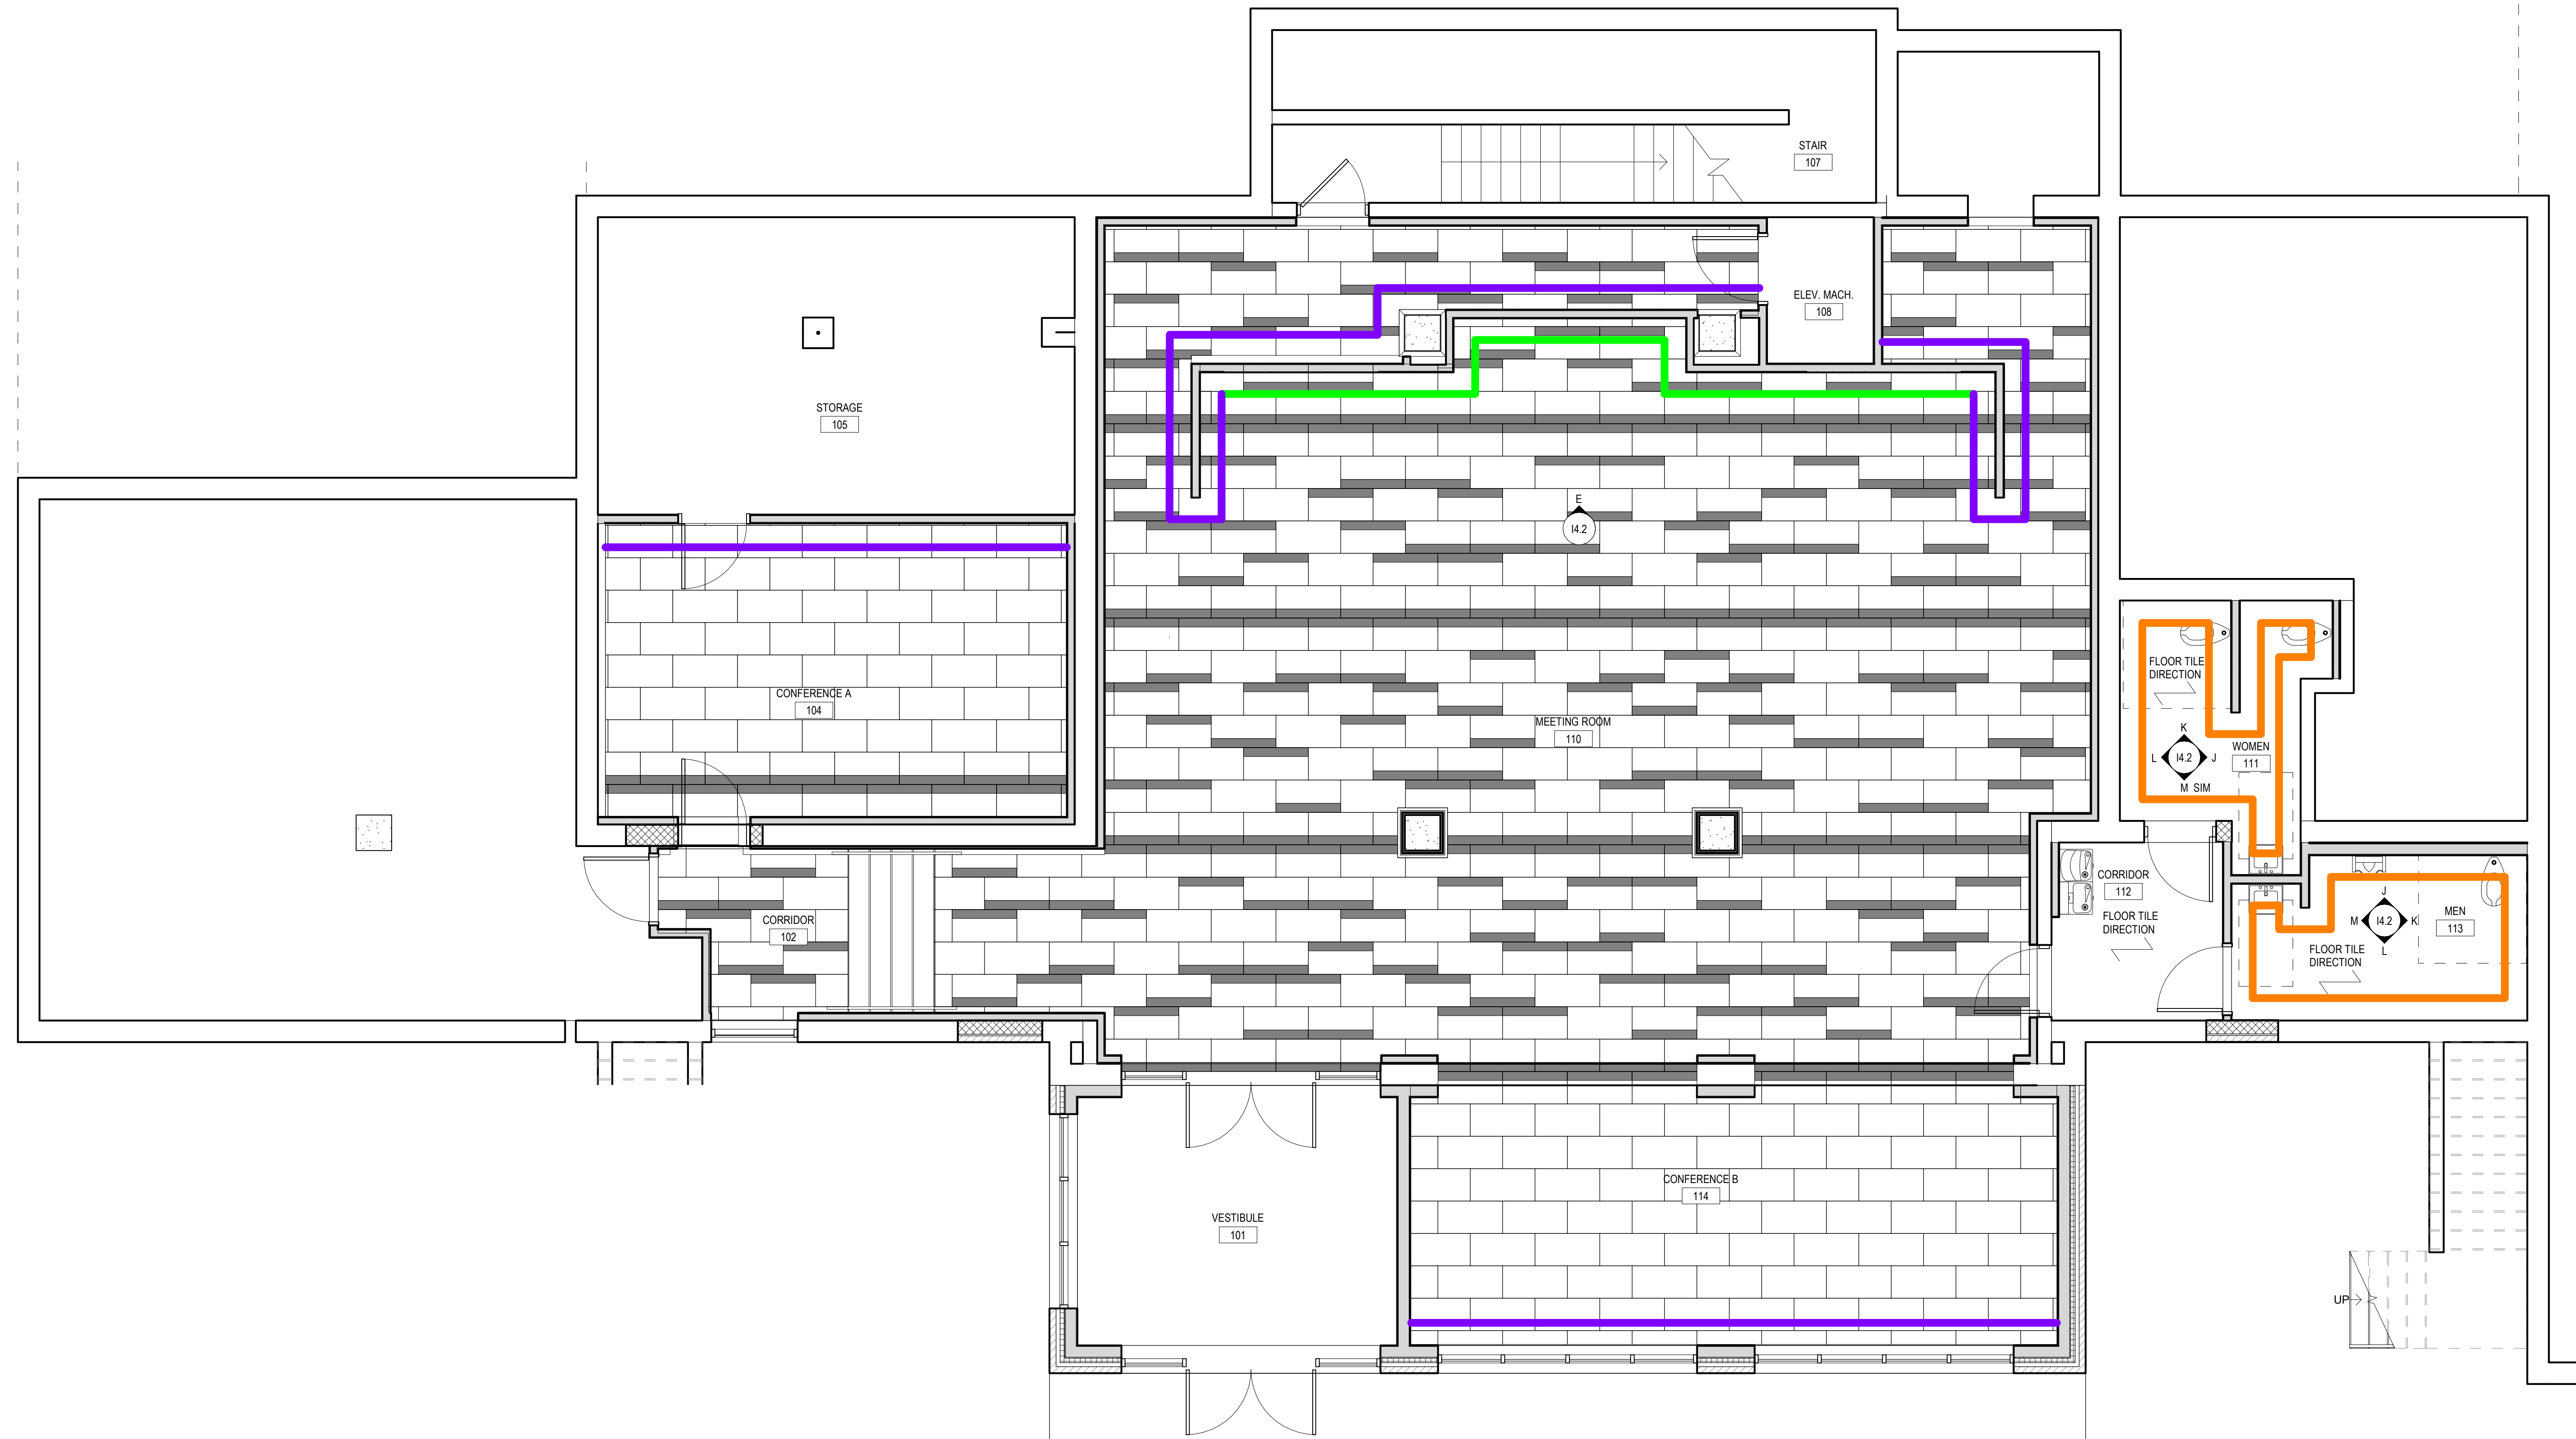 STAIR
107
ELEV. MACH.
108
STORAGE
105
E
I4.2
FLOOR TILE
DIRECTION
CONFERENCE A
104
MEETING ROOM
110
K
L I4.2 J
M SIM
WOMEN
111
CORRIDOR
112
FLOOR TILE
DIRECTION
J
M I4.2 K
L
MEN
113
FLOOR TILE
DIRECTION
CORRIDOR
102
CONFERENCE B
114
VESTIBULE
101
UP